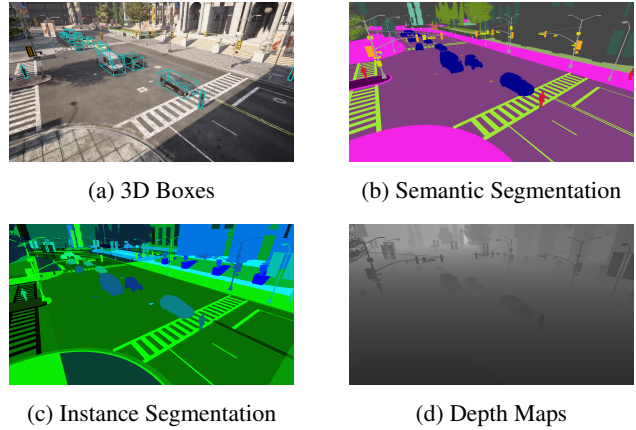 (a) 3D Boxes
(b) Semantic Segmentation
(c) Instance Segmentation
(d) Depth Maps